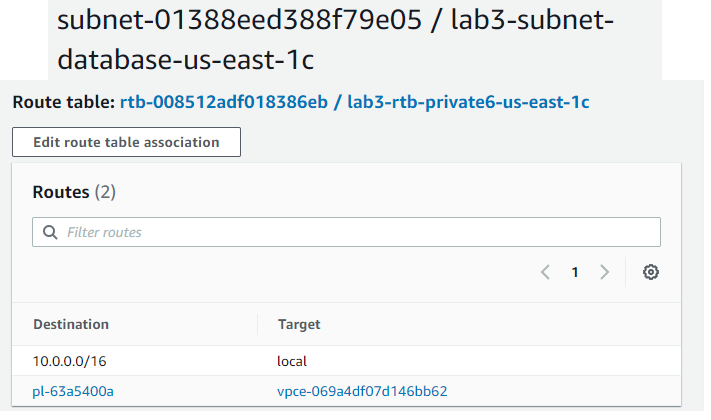 subnet-01388eed388f79e05 / lab3-subnet-
database-us-east-1c
Route table: rtb-008512adf018386eb / lab3-rtb-private6-us-east-1c
Edit route table association
Routes (2)
Filter routes
1
Destination Target
10.0.0.0/16 local
pl-63a5400a vpce-069a4df07d146bb62